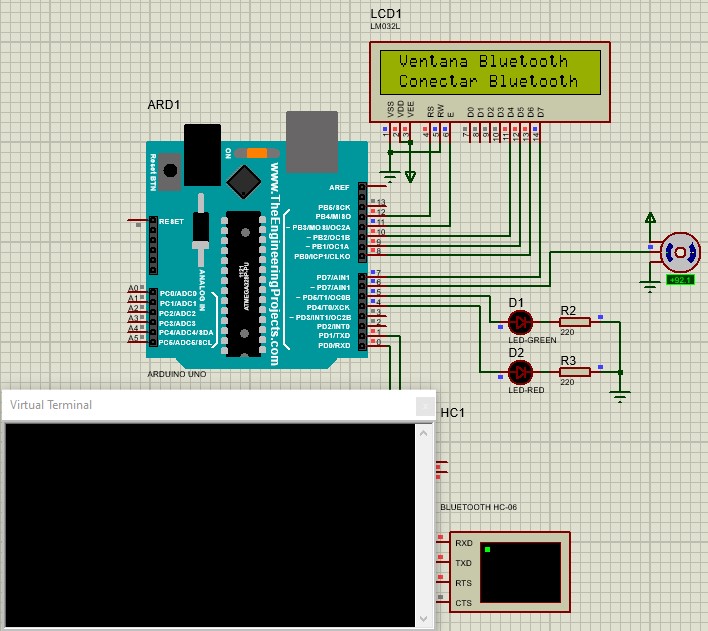 LCD1
LM032L
Ventana Bluetooth
Conectar Bluetooth
VSS
VDD
VEE
RS
RW
E
D0
D1
D2
D3
D4
D5
D6
D7
1
2
3
4
5
6
7
8
9
10
11
12
13
14
ARD1
Reset BTN
ON
www.TheEngineeringProjects.com
ANALOG IN
ATMEGA328P-PU
1121
RESET
A0
A1
A2
A3
A4
A5
PC0/ADC0
PC1/ADC1
PC2/ADC2
PC3/ADC3
PC4/ADC4/SDA
PC5/ADC5/SCL
AREF
PB5/SCK
PB4/MISO
~ PB3/MOSI/OC2A
~ PB2/OC1B
~ PB1/OC1A
PB0/ICP1/CLKO
PD7/AIN1
~ PD5/T1/OC0B
PD4/T0/XCK
~ PD3/INT1/OC2B
PD2/INT0
PD1/TXD
PD0/RXD
13
12
11
10
9
8
7
6
5
4
3
2
1
0
ARDUINO UNO
+92.1
D1
LED-GREEN
R2
220
D2
LED-RED
R3
220
Virtual Terminal
x
HC1
BLUETOOTH HC-06
RXD
TXD
RTS
CTS